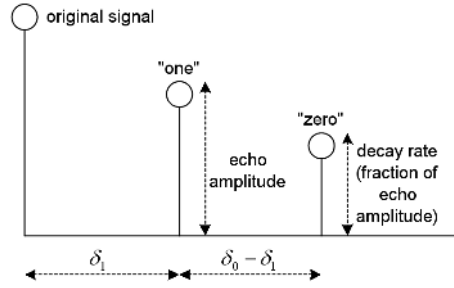 original signal
"one"
"zero"
echo
amplitude
decay rate
(fraction of
echo
amplitude)
δ₁
δ₀ − δ₁